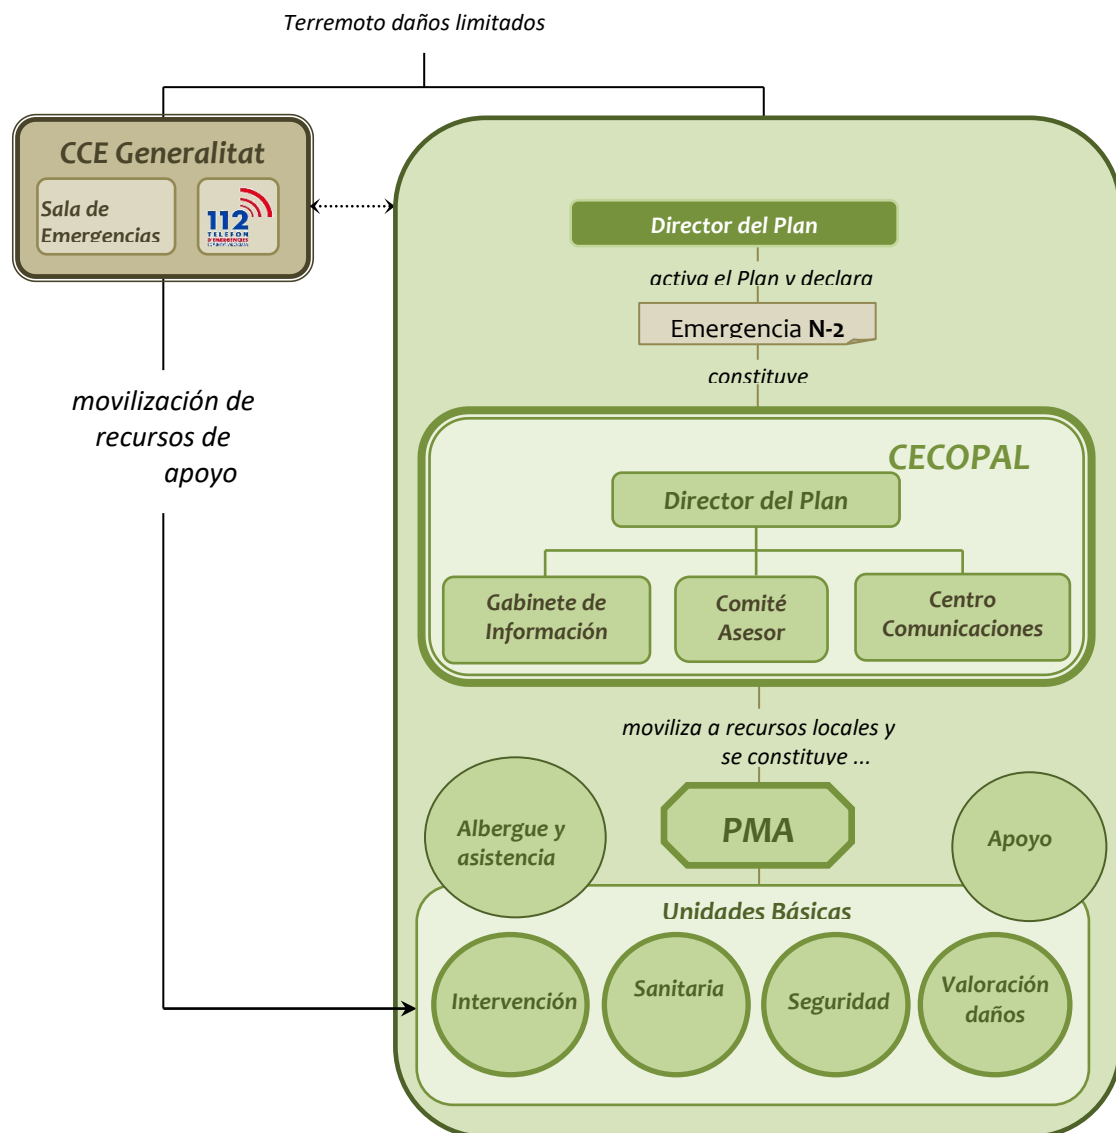 Terremoto daños limitados
CCE Generalitat
Sala de
Emergencias
112
TELÈFON
D'EMERGÈNCIES
movilización de
recursos de
apoyo
Director del Plan
activa el Plan y declara
Emergencia N-2
constituye
CECOPAL
Director del Plan
Gabinete de
Información
Comité
Asesor
Centro
Comunicaciones
moviliza a recursos locales y
se constituye ...
Albergue y
asistencia
PMA
Apoyo
Unidades Básicas
Intervención
Sanitaria
Seguridad
Valoración
daños